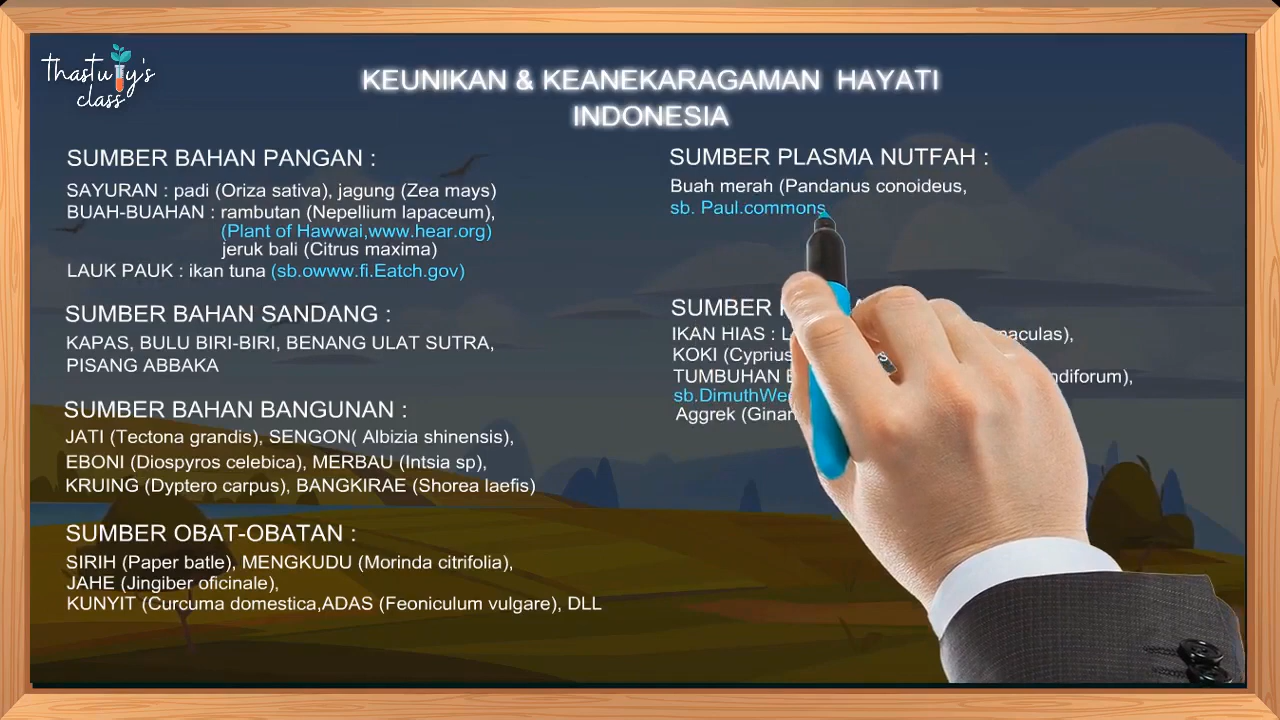 Thastudy's
class
KEUNIKAN & KEANEKARAGAMAN HAYATI
INDONESIA
SUMBER BAHAN PANGAN :
SAYURAN : padi (Oriza sativa), jagung (Zea mays)
BUAH-BUAHAN : rambutan (Nepellium lapaceum),
(Plant of Hawwai,www.hear.org)
jeruk bali (Citrus maxima)
LAUK PAUK : ikan tuna (sb.owww.fi.Eatch.gov)
SUMBER BAHAN SANDANG :
KAPAS, BULU BIRI-BIRI, BENANG ULAT SUTRA,
PISANG ABBAKA
SUMBER BAHAN BANGUNAN :
JATI (Tectona grandis), SENGON( Albizia shinensis),
EBONI (Diospyros celebica), MERBAU (Intsia sp),
KRUING (Dyptero carpus), BANGKIRAE (Shorea laefis)
SUMBER OBAT-OBATAN :
SIRIH (Paper batle), MENGKUDU (Morinda citrifolia),
JAHE (Jingiber oficinale),
KUNYIT (Curcuma domestica,ADAS (Feoniculum vulgare), DLL
SUMBER PLASMA NUTFAH :
Buah merah (Pandanus conoideus,
sb. Paul.commons
SUMBER
IKAN HIAS :
KOKI (Cyprius
TUMBUHAN
Aggrek